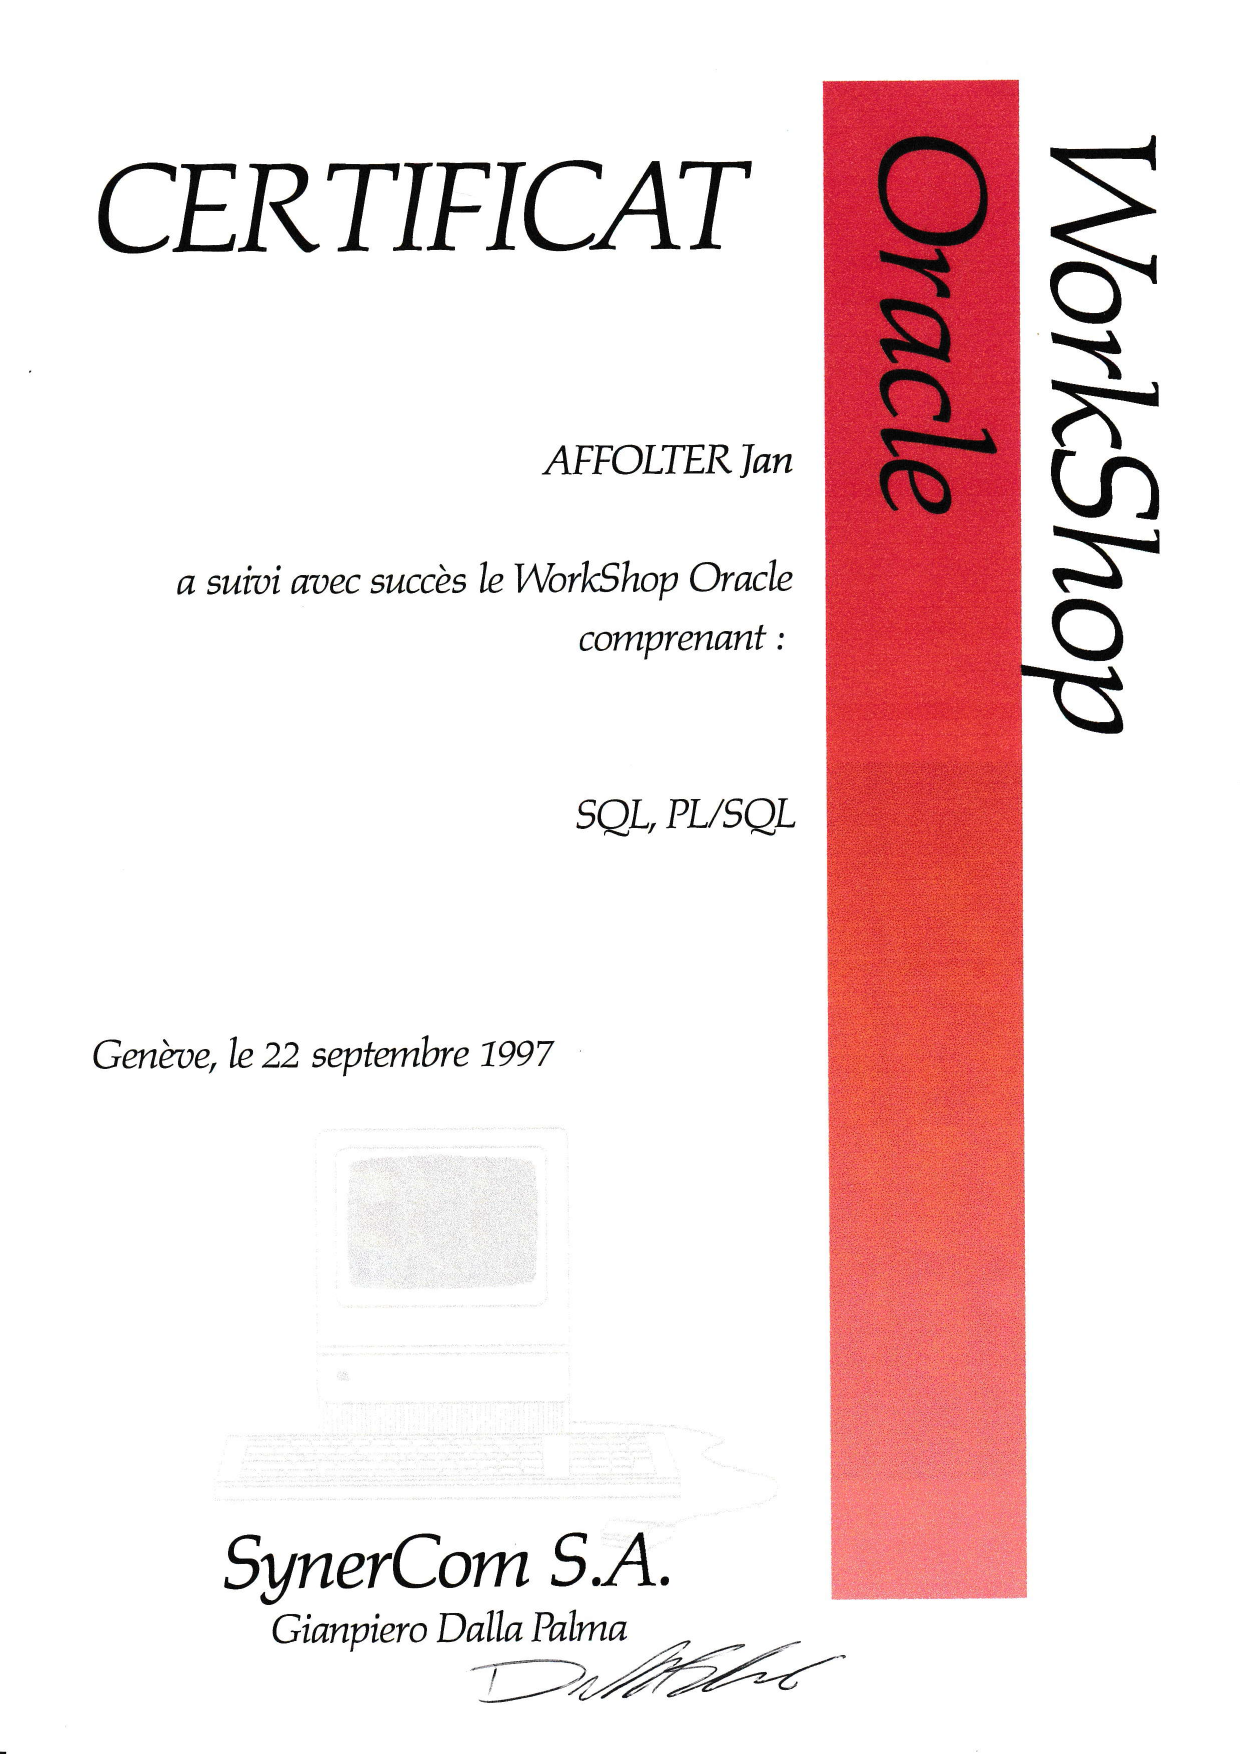 CERTIFICAT
Oracle
WorkShop
AFFOLTER Jan
a suivi avec succès le WorkShop Oracle
comprenant :
SQL, PL/SQL
Genève, le 22 septembre 1997
SynerCom S.A.
Gianpiero Dalla Palma